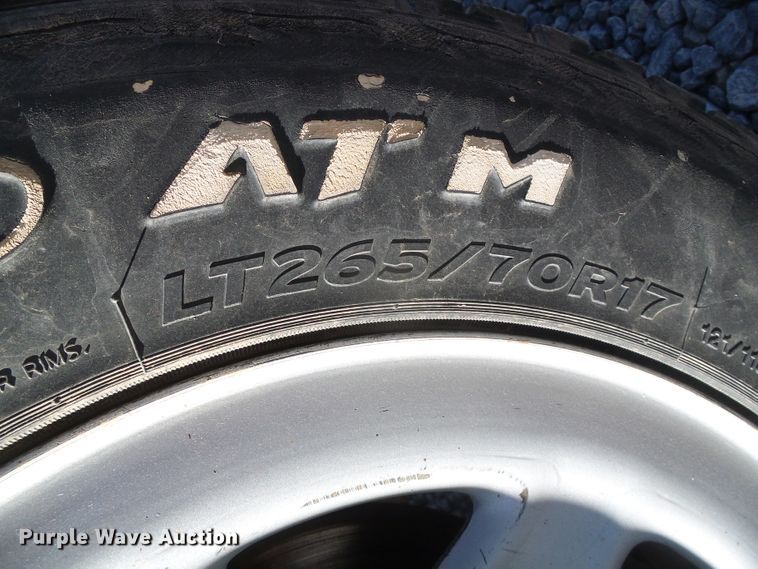 AT M
LT265/70R17
R RIMS.
121/11
Purple Wave Auction